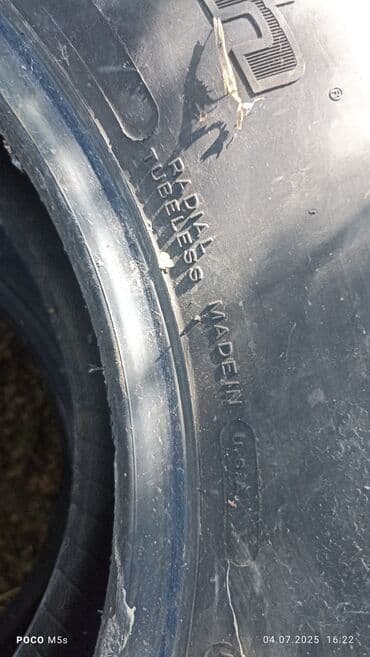 RADIAL
TUBELESS
MADE IN
U.S.A.
POCO M5s
04.07.2025 16:22